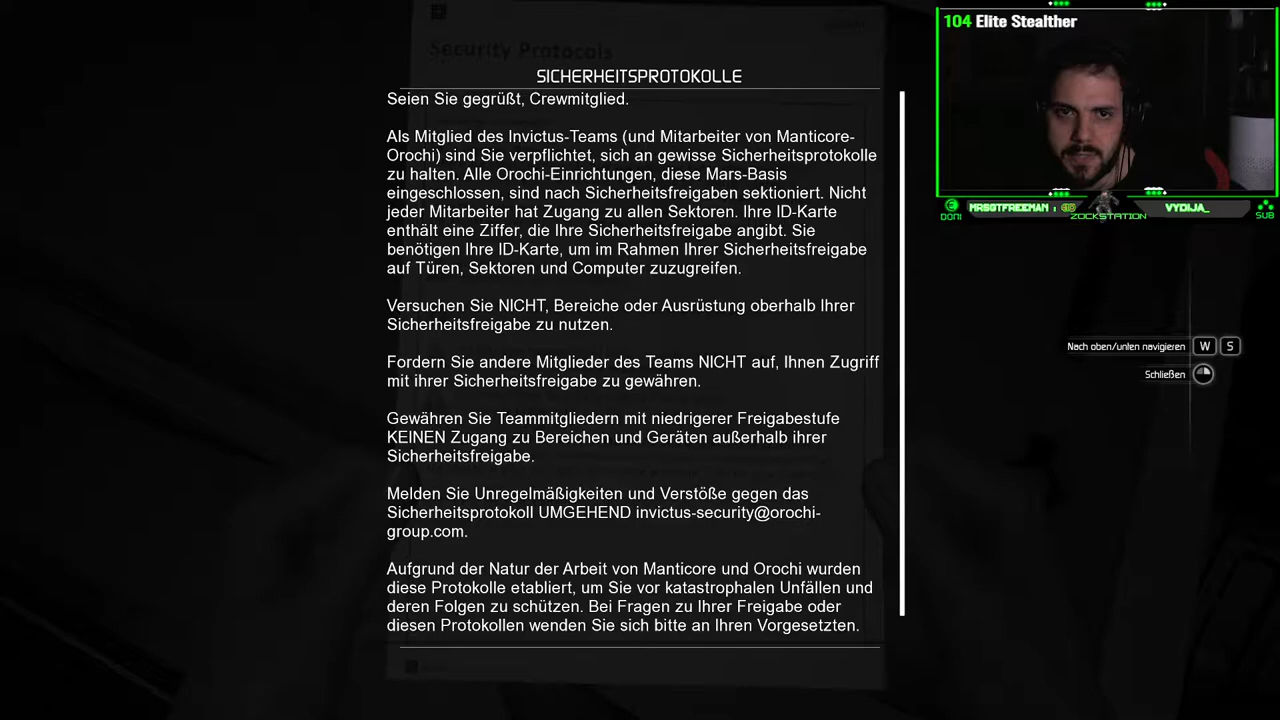 Security Protocols
SICHERHEITSPROTOKOLLE
Seien Sie gegrüßt, Crewmitglied.
Als Mitglied des Invictus-Teams (und Mitarbeiter von Manticore-
Orochi) sind Sie verpflichtet, sich an gewisse Sicherheitsprotokolle
zu halten. Alle Orochi-Einrichtungen, diese Mars-Basis
eingeschlossen, sind nach Sicherheitsfreigaben sektioniert. Nicht
jeder Mitarbeiter hat Zugang zu allen Sektoren. Ihre ID-Karte
enthält eine Ziffer, die Ihre Sicherheitsfreigabe angibt. Sie
benötigen Ihre ID-Karte, um im Rahmen Ihrer Sicherheitsfreigabe
auf Türen, Sektoren und Computer zuzugreifen.
Versuchen Sie NICHT, Bereiche oder Ausrüstung oberhalb Ihrer
Sicherheitsfreigabe zu nutzen.
Fordern Sie andere Mitglieder des Teams NICHT auf, Ihnen Zugriff
mit ihrer Sicherheitsfreigabe zu gewähren.
Gewähren Sie Teammitgliedern mit niedrigerer Freigabestufe
KEINEN Zugang zu Bereichen und Geräten außerhalb ihrer
Sicherheitsfreigabe.
Melden Sie Unregelmäßigkeiten und Verstöße gegen das
Sicherheitsprotokoll UMGEHEND invictus-security@orochi-
group.com.
Aufgrund der Natur der Arbeit von Manticore und Orochi wurden
diese Protokolle etabliert, um Sie vor katastrophalen Unfällen und
deren Folgen zu schützen. Bei Fragen zu Ihrer Freigabe oder
diesen Protokollen wenden Sie sich bitte an Ihren Vorgesetzten.
104 Elite Stealther
DONI
MRSGTFREEMAN :
ZOCKSTATION
VYDIJA_
SUB
Nach oben/unten navigieren W S
Schließen